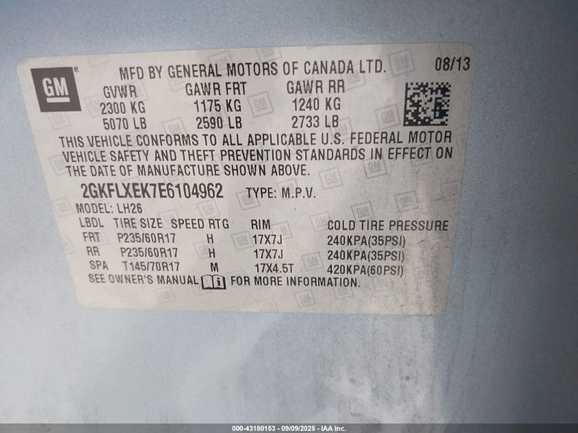 GM
MFD BY GENERAL MOTORS OF CANADA LTD. 08/13
GVWR GAWR FRT GAWR RR
2300 KG 1175 KG 1240 KG
5070 LB 2590 LB 2733 LB
THIS VEHICLE CONFORMS TO ALL APPLICABLE U.S. FEDERAL MOTOR
VEHICLE SAFETY AND THEFT PREVENTION STANDARDS IN EFFECT ON
THE DATE OF MANUFACTURE SHOWN ABOVE.
2GKFLXEK7E6104962 TYPE: M.P.V.
MODEL: LH26
LBDL TIRE SIZE SPEED RTG RIM COLD TIRE PRESSURE
FRT P235/60R17 H 17X7J 240KPA(35PSI)
RR P235/60R17 H 17X7J 240KPA(35PSI)
SPA T145/70R17 M 17X4.5T 420KPA(60PSI)
SEE OWNER'S MANUAL FOR MORE INFORMATION.
000-43180153 - 09/09/2025 - IAA Inc.